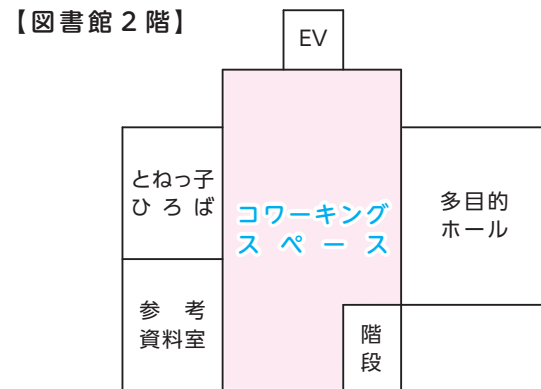 【図書館2階】
EV
とねっ子
ひろば
コワーキング
スペース
多目的
ホール
参考
資料室
階
段